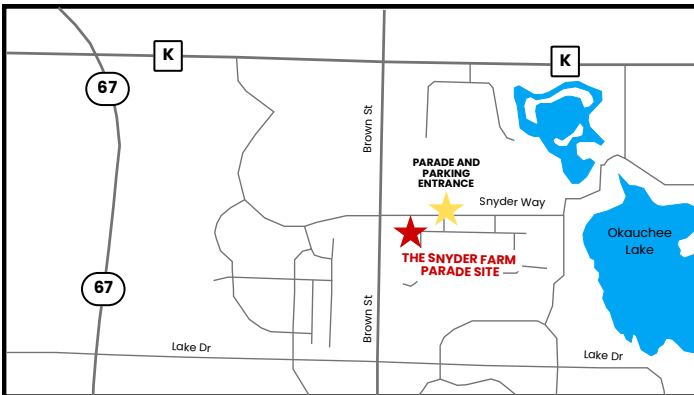 K
K
67
Brown St
PARADE AND
PARKING
ENTRANCE
Snyder Way
Okauchee
Lake
THE SNYDER FARM
PARADE SITE
67
Brown St
Lake Dr
Lake Dr